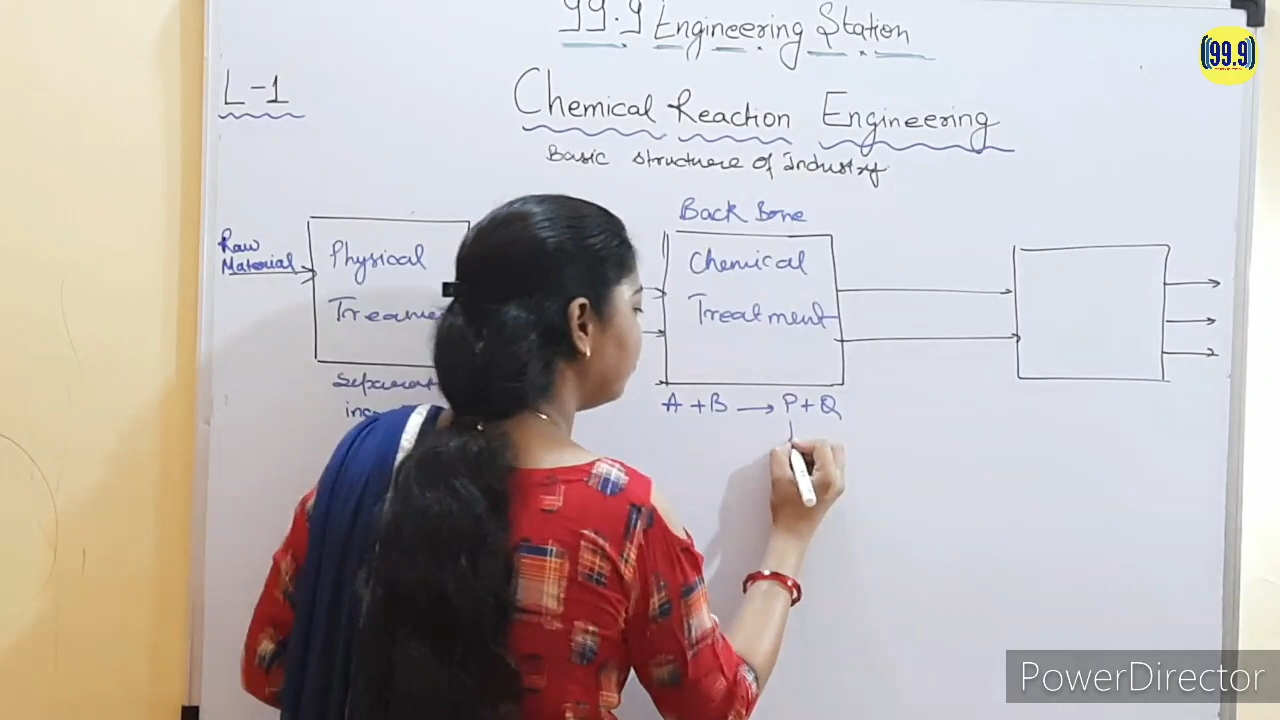 99.9 Engineering Station
(99.9)
L-1
Chemical Reaction Engineering
Basic structure of Industry
Back Bone
Raw
Material
Physical
Chemical
Treatment
A + B → P + Q
PowerDirector